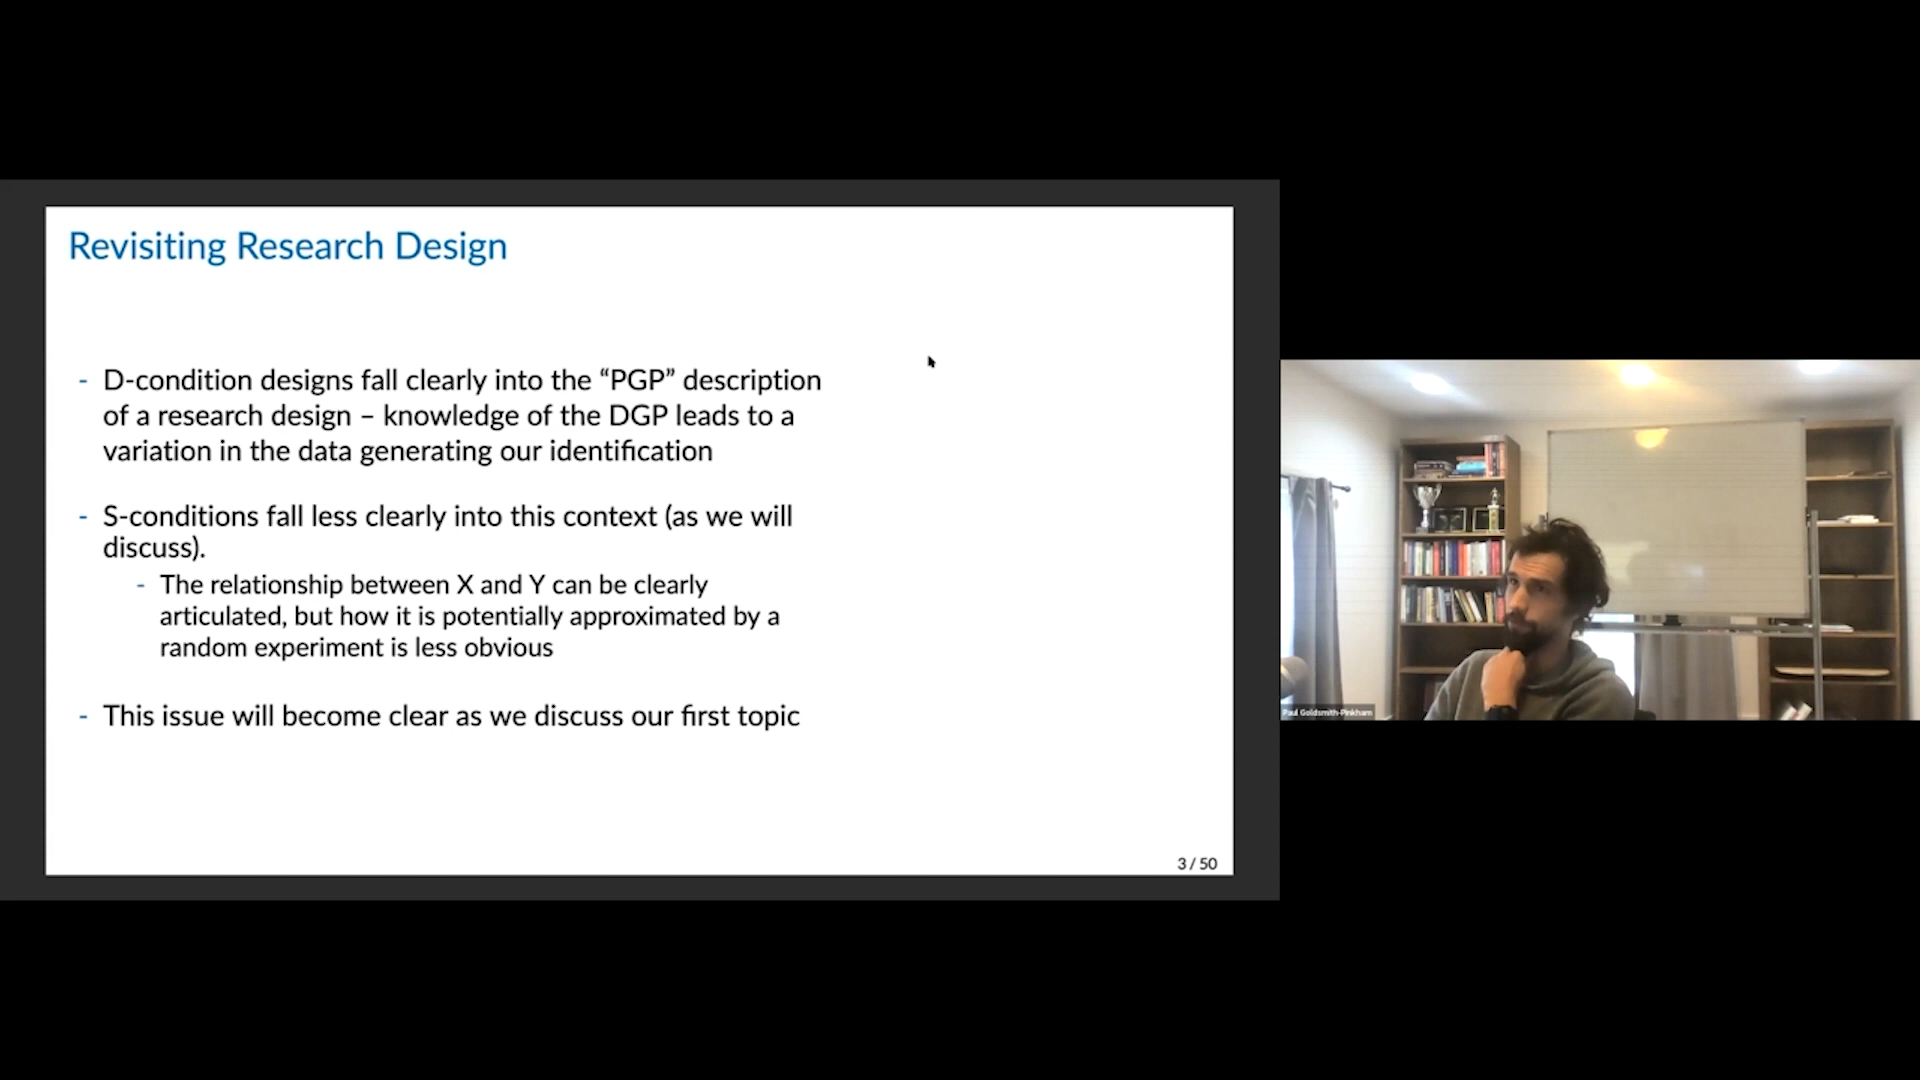 Revisiting Research Design
- D-condition designs fall clearly into the “PGP” description
of a research design – knowledge of the DGP leads to a
variation in the data generating our identification
- S-conditions fall less clearly into this context (as we will
discuss).
- The relationship between X and Y can be clearly
articulated, but how it is potentially approximated by a
random experiment is less obvious
- This issue will become clear as we discuss our first topic
3 / 50
Paul Goldsmith-Pinkham